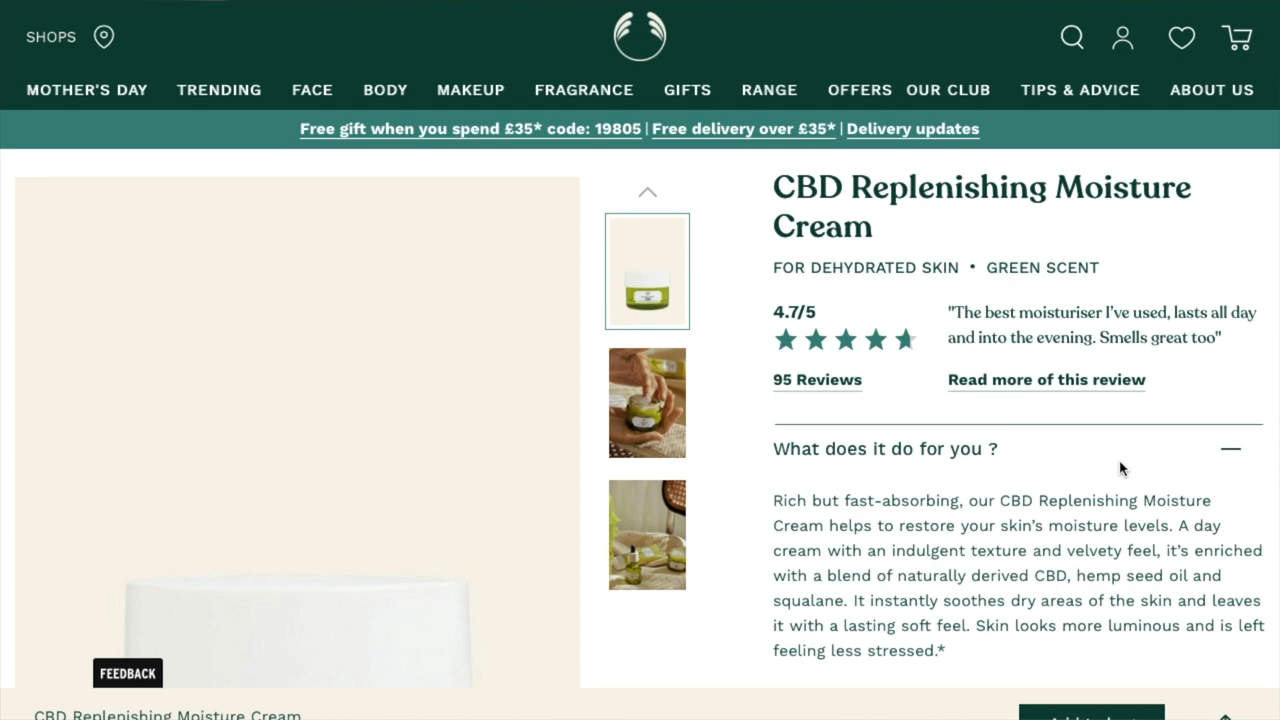 SHOPS
MOTHER'S DAY TRENDING FACE BODY MAKEUP FRAGRANCE GIFTS RANGE OFFERS OUR CLUB TIPS & ADVICE ABOUT US
Free gift when you spend £35* code: 19805 | Free delivery over £35* | Delivery updates
CBD Replenishing Moisture
Cream
FOR DEHYDRATED SKIN • GREEN SCENT
4.7/5
"The best moisturiser I've used, lasts all day
and into the evening. Smells great too"
95 Reviews
Read more of this review
What does it do for you ?
Rich but fast-absorbing, our CBD Replenishing Moisture
Cream helps to restore your skin's moisture levels. A day
cream with an indulgent texture and velvety feel, it's enriched
with a blend of naturally derived CBD, hemp seed oil and
squalane. It instantly soothes dry areas of the skin and leaves
it with a lasting soft feel. Skin looks more luminous and is left
feeling less stressed.*
FEEDBACK
CBD Replenishing Moisture Cream